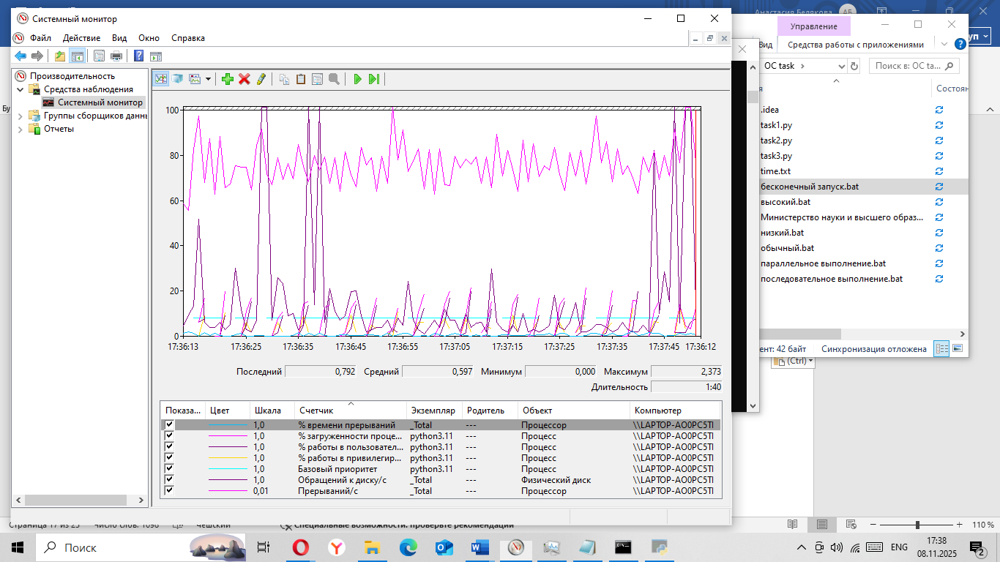 Системный монитор
Файл Действие Вид Окно Справка
Производительность
Средства наблюдения
Системный монитор
Группы сборщиков данн
Отчеты
100
80
60
40
20
0
17:36:13 17:36:25 17:36:35 17:36:45 17:36:55 17:37:05 17:37:15 17:37:25 17:37:35 17:37:45 17:36:12
Последний 0,792 Средний 0,597 Минимум 0,000 Максимум 2,373
Длительность 1:40
Показа... Цвет Шкала Счетчик Экземпляр Родитель Объект Компьютер
1,0 % времени прерываний _Total --- Процессор \\LAPTOP-AO0PC5TI
1,0 % загруженности проце... python3.11 --- Процесс \\LAPTOP-AO0PC5TI
1,0 % работы в пользовател... python3.11 --- Процесс \\LAPTOP-AO0PC5TI
1,0 % работы в привилегир... python3.11 --- Процесс \\LAPTOP-AO0PC5TI
1,0 Базовый приоритет python3.11 --- Процесс \\LAPTOP-AO0PC5TI
1,0 Обращений к диску/с _Total --- Физический диск \\LAPTOP-AO0PC5TI
0,01 Прерываний/с _Total --- Процессор \\LAPTOP-AO0PC5TI
Анастасия Белякова АБ
Управление
Вид Средства работы с приложениями
ОС task Поиск в: ОС ta...
Состоян
.idea
task1.py
task2.py
task3.py
time.txt
бесконечный запуск.bat
высокий.bat
Министерство науки и высшего образ...
низкий.bat
обычный.bat
параллельное выполнение.bat
последовательное выполнение.bat
ент: 42 байт Синхронизация отложена
(Ctrl)
Страница 17 из 25 Число слов: 1096 чешский Специальные возможности: проверьте рекомендации 110 %
Поиск
ENG
17:38
08.11.2025
2